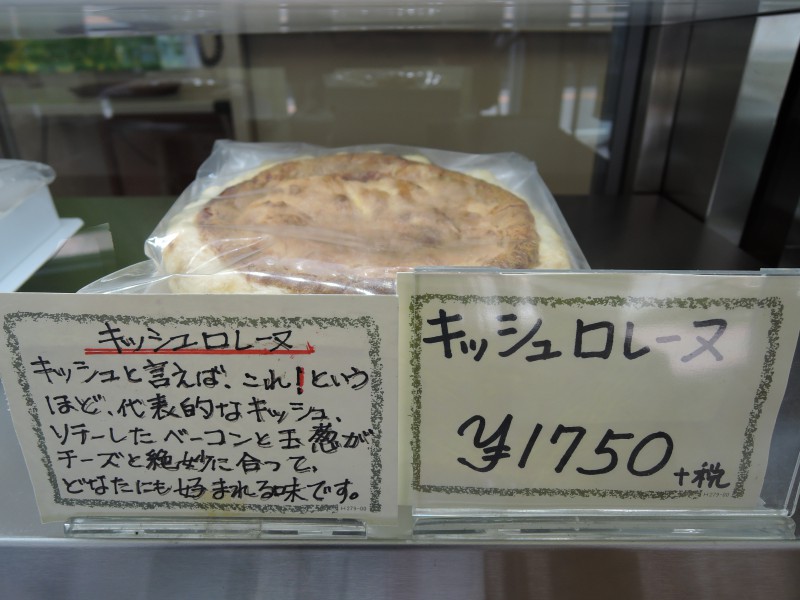 キッシュロレーヌ
キッシュと言えば、これ!という
ほど、代表的なキッシュ、
ソテーしたベーコンと玉葱が
チーズと絶妙に合って、
どなたにも好まれる味です。
キッシュロレーヌ
¥1750
+税